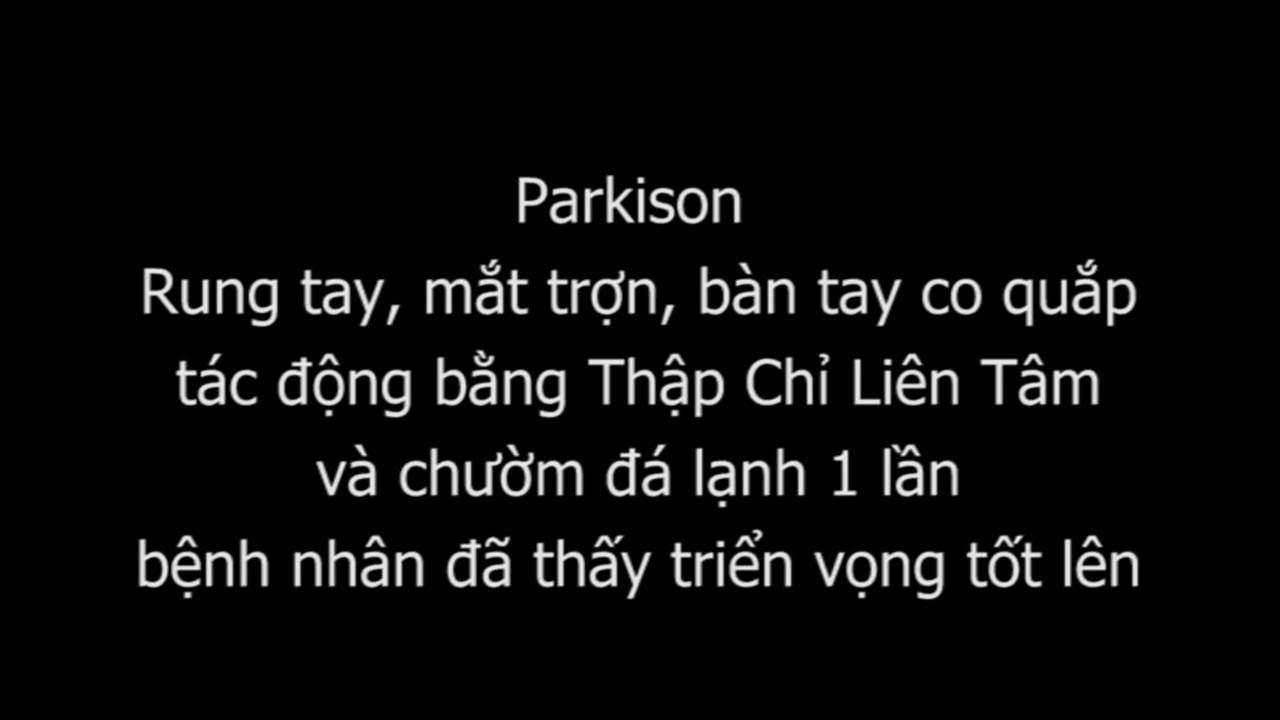 Parkison
Rung tay, mắt trợn, bàn tay co quắp
tác động bằng Thập Chỉ Liên Tâm
và chườm đá lạnh 1 lần
bệnh nhân đã thấy triển vọng tốt lên